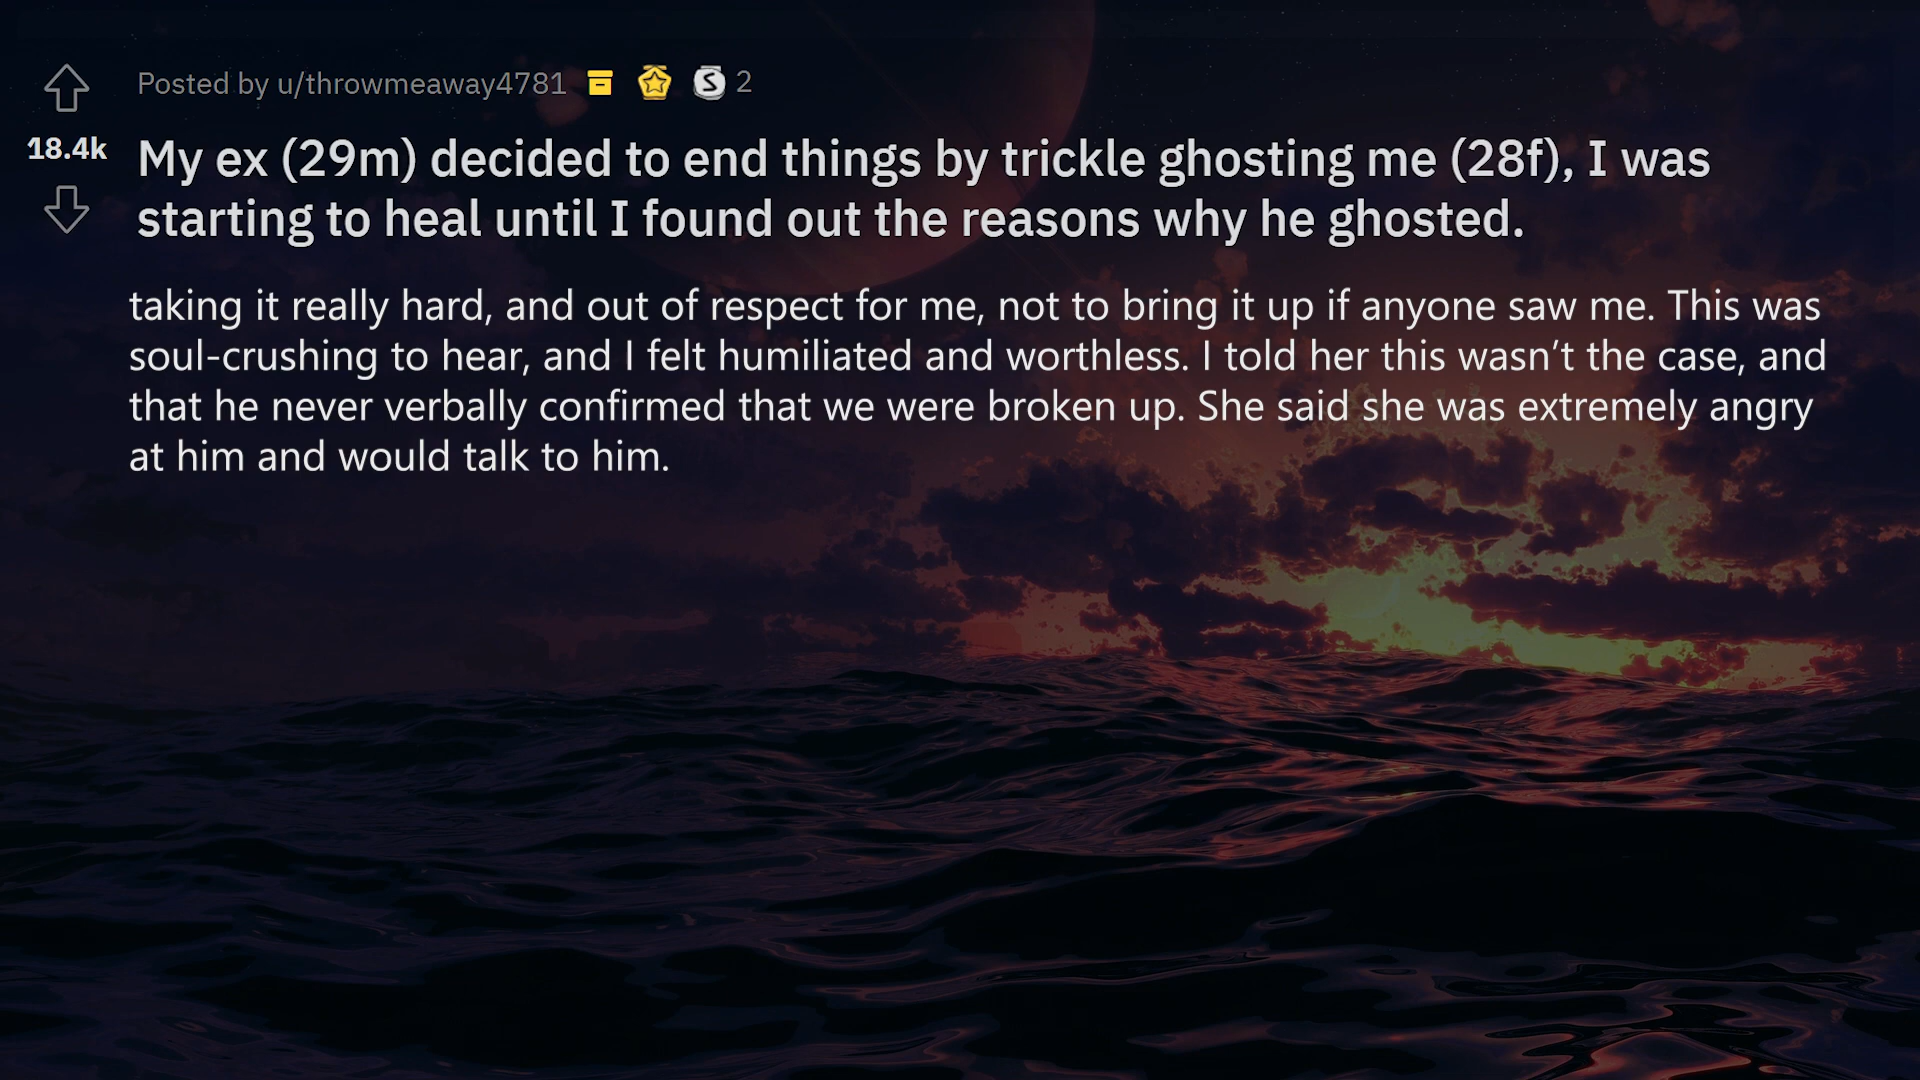 Posted by u/throwmeaway4781 2
18.4k
My ex (29m) decided to end things by trickle ghosting me (28f), I was
starting to heal until I found out the reasons why he ghosted.
taking it really hard, and out of respect for me, not to bring it up if anyone saw me. This was
soul-crushing to hear, and I felt humiliated and worthless. I told her this wasn’t the case, and
that he never verbally confirmed that we were broken up. She said she was extremely angry
at him and would talk to him.